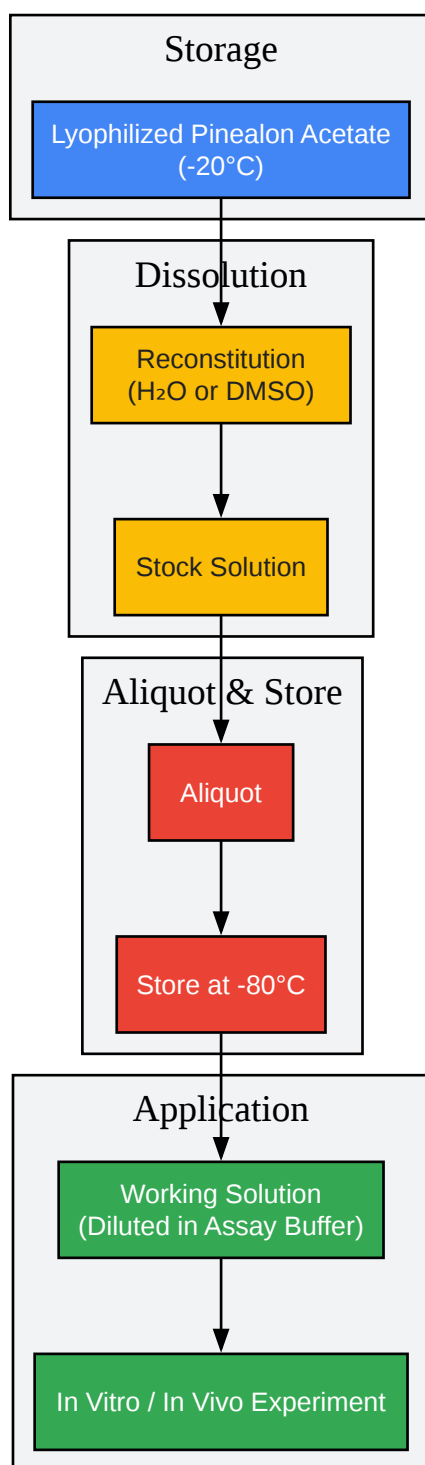 Storage
Lyophilized Pinealon Acetate
(-20°C)
Dissolution
Reconstitution
(H₂O or DMSO)
Stock Solution
Aliquot & Store
Aliquot
Store at -80°C
Application
Working Solution
(Diluted in Assay Buffer)
In Vitro / In Vivo Experiment